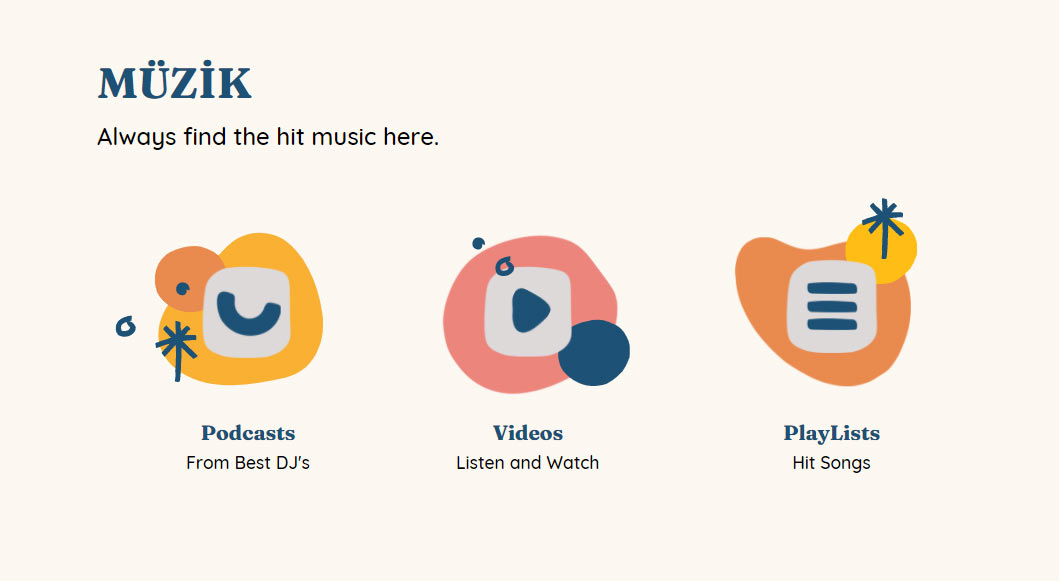 MÜZİK
Always find the hit music here.
Podcasts
From Best DJ's
Videos
Listen and Watch
PlayLists
Hit Songs